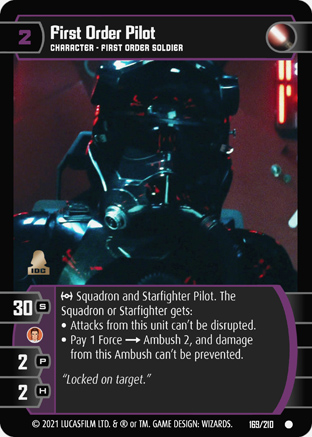 2 First Order Pilot
CHARACTER - FIRST ORDER SOLDIER
IDC
30 S
2 P
2 H
Squadron and Starfighter Pilot. The
Squadron or Starfighter gets:
• Attacks from this unit can't be disrupted.
• Pay 1 Force → Ambush 2, and damage
from this Ambush can't be prevented.
"Locked on target."
© 2021 LUCASFILM LTD. & ® or TM. GAME DESIGN: WIZARDS. 169/210